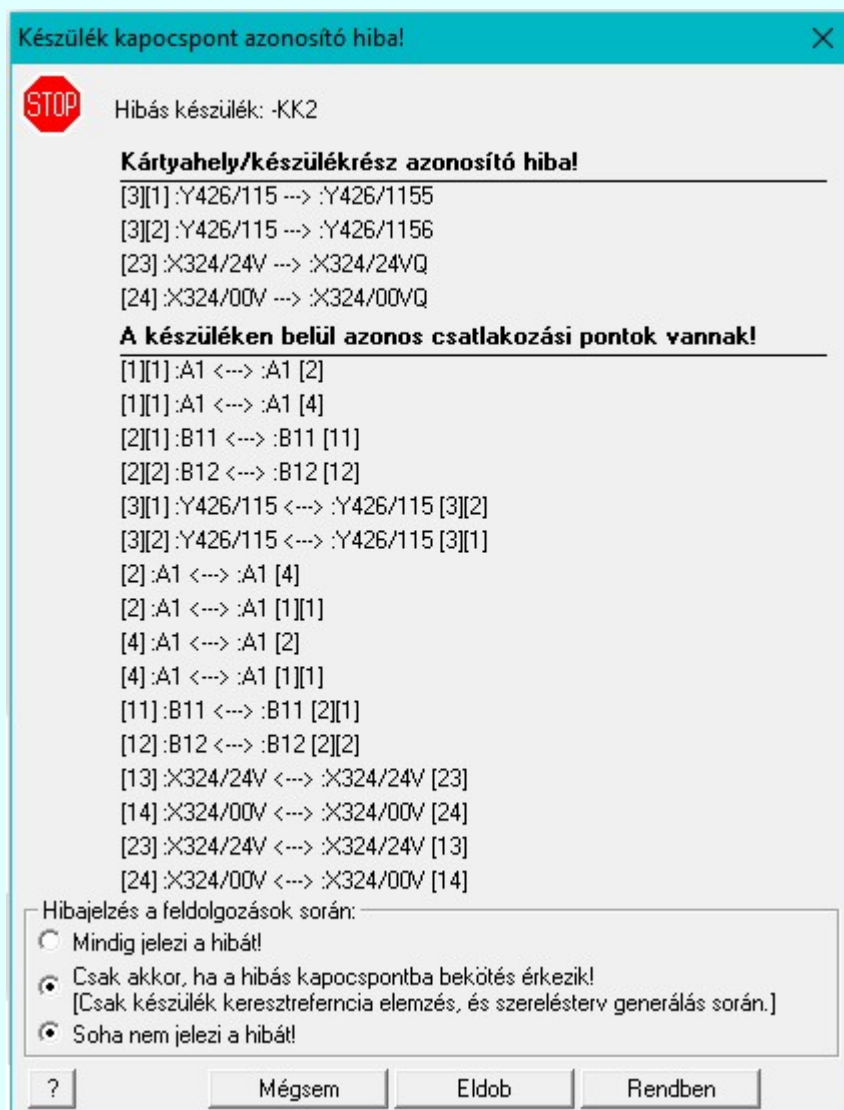 Készülék kapocspont azonosító hiba!
STOP
Hibás készülék: -KK2
Kártyahely/készülékrész azonosító hiba!
[3][1] :Y426/115 ---> :Y426/1155
[3][2] :Y426/115 ---> :Y426/1156
[23] :X324/24V ---> :X324/24VQ
[24] :X324/00V ---> :X324/00VQ
A készüléken belül azonos csatlakozási pontok vannak!
[1][1] :A1 <---> :A1 [2]
[1][1] :A1 <---> :A1 [4]
[2][1] :B11 <---> :B11 [11]
[2][2] :B12 <---> :B12 [12]
[3][1] :Y426/115 <---> :Y426/115 [3][2]
[3][2] :Y426/115 <---> :Y426/115 [3][1]
[2] :A1 <---> :A1 [4]
[2] :A1 <---> :A1 [1][1]
[4] :A1 <---> :A1 [2]
[4] :A1 <---> :A1 [1][1]
[11] :B11 <---> :B11 [2][1]
[12] :B12 <---> :B12 [2][2]
[13] :X324/24V <---> :X324/24V [23]
[14] :X324/00V <---> :X324/00V [24]
[23] :X324/24V <---> :X324/24V [13]
[24] :X324/00V <---> :X324/00V [14]
Hibajelzés a feldolgozások során:
Mindig jelezi a hibát!
Csak akkor, ha a hibás kapocspontba bekötés érkezik!
[Csak készülék keresztreferncia elemzés, és szerelésterv generálás során.]
Soha nem jelezi a hibát!
? Mégsem Eldob Rendben